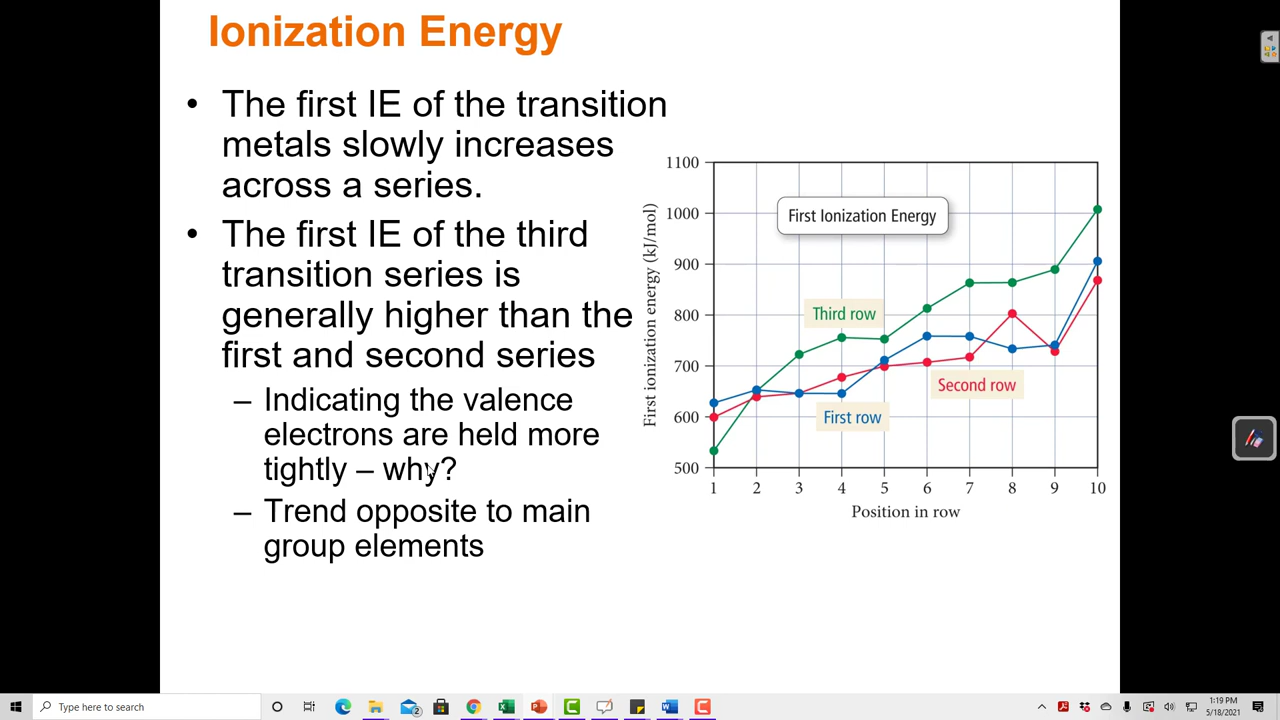 Ionization Energy
• The first IE of the transition
metals slowly increases
across a series.
• The first IE of the third
transition series is
generally higher than the
first and second series
– Indicating the valence
electrons are held more
tightly – why?
– Trend opposite to main
group elements
First Ionization Energy
First ionization energy (kJ/mol)
1100
1000
900
800
700
600
500
Third row
Second row
First row
1 2 3 4 5 6 7 8 9 10
Position in row
Type here to search
2
1:19 PM
5/18/2021